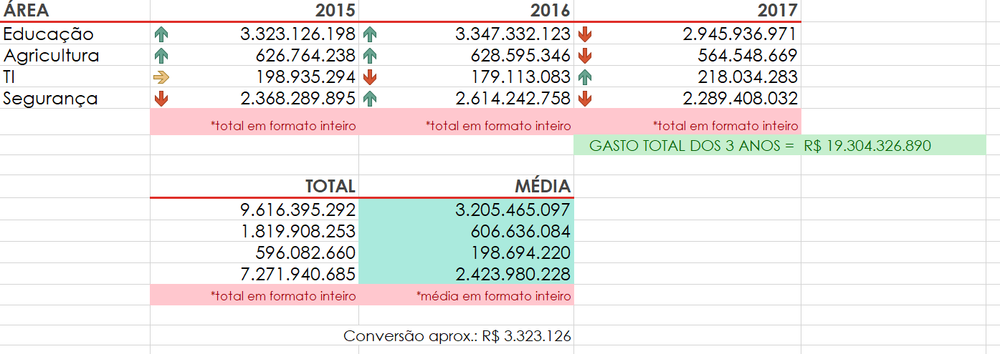 ÁREA 2015 2016 2017
Educação 3.323.126.198 3.347.332.123 2.945.936.971
Agricultura 626.764.238 628.595.346 564.548.669
TI 198.935.294 179.113.083 218.034.283
Segurança 2.368.289.895 2.614.242.758 2.289.408.032
*total em formato inteiro *total em formato inteiro *total em formato inteiro
GASTO TOTAL DOS 3 ANOS = R$ 19.304.326.890
TOTAL MÉDIA
9.616.395.292 3.205.465.097
1.819.908.253 606.636.084
596.082.660 198.694.220
7.271.940.685 2.423.980.228
*total em formato inteiro *média em formato inteiro
Conversão aprox.: R$ 3.323.126